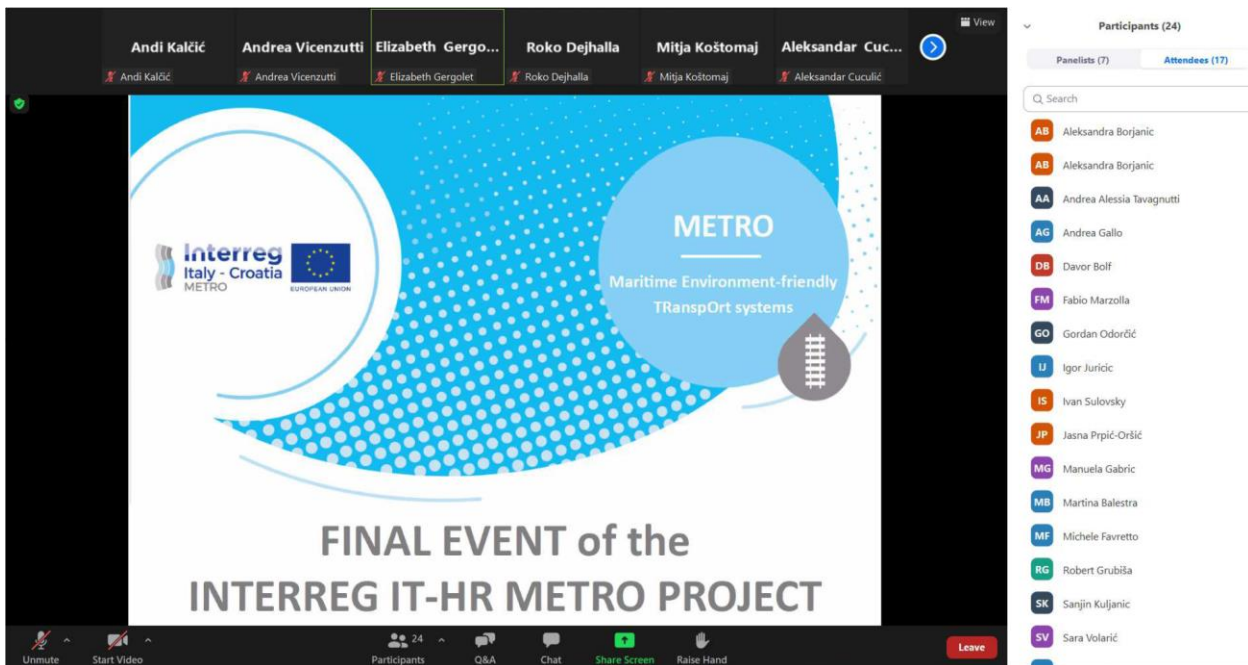 Andi Kalčić
Andrea Vicenzutti
Elizabeth Gergo...
Roko Dejhalla
Mitja Koštomaj
Aleksandar Cuc...
View
Andi Kalčić
Andrea Vicenzutti
Elizabeth Gergolet
Roko Dejhalla
Mitja Koštomaj
Aleksandar Cuculić
Interreg
Italy - Croatia
METRO
EUROPEAN UNION
METRO
Maritime Environment-friendly
TRanspOrt systems
FINAL EVENT of the
INTERREG IT-HR METRO PROJECT
Unmute
Start Video
24
Participants
Q&A
Chat
Share Screen
Raise Hand
Leave
Participants (24)
Panelists (7)
Attendees (17)
Search
AB Aleksandra Borjanic
AB Aleksandra Borjanic
AA Andrea Alessia Tavagnutti
AG Andrea Gallo
DB Davor Bolf
FM Fabio Marzolla
GO Gordan Odorčić
IJ Igor Juricic
IS Ivan Sulovsky
JP Jasna Prpić-Oršić
MG Manuela Gabric
MB Martina Balestra
MF Michele Favretto
RG Robert Grubiša
SK Sanjin Kuljanic
SV Sara Volarić